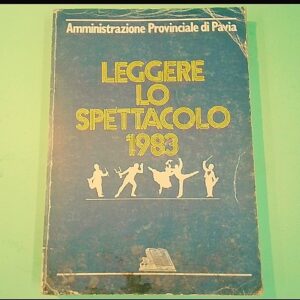 Amministrazione Provinciale di Pavia
LEGGERE
LO
SPETTACOLO
1983